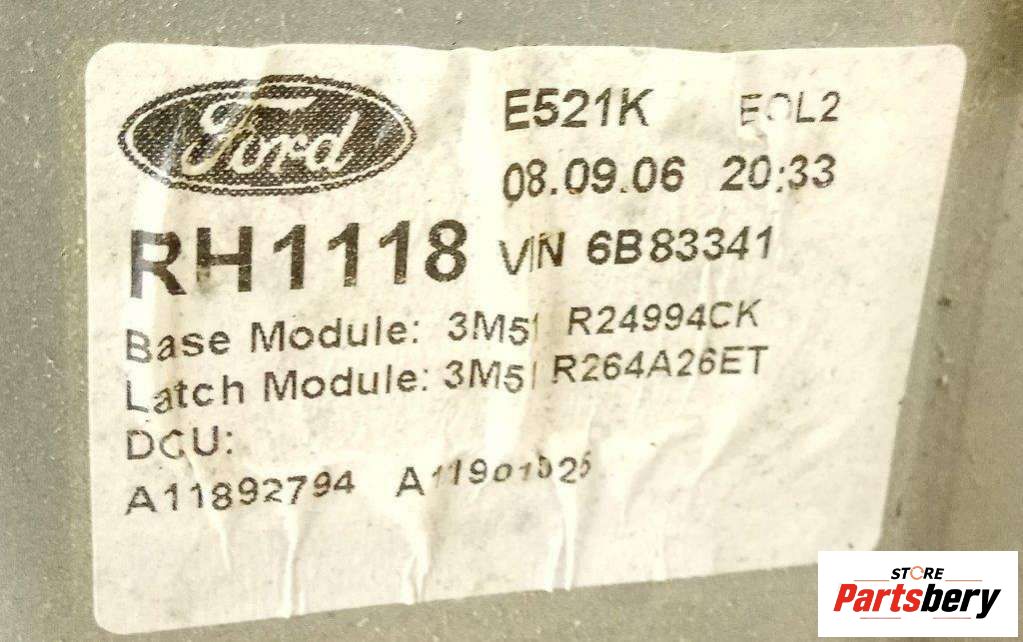 Ford
E521K EOL2
08.09.06 20:33
RH1118 VIN 6B83341
Base Module: 3M51 R24994CK
Latch Module: 3M51 R264A26ET
DCU:
A11892794
STORE
Partsbery